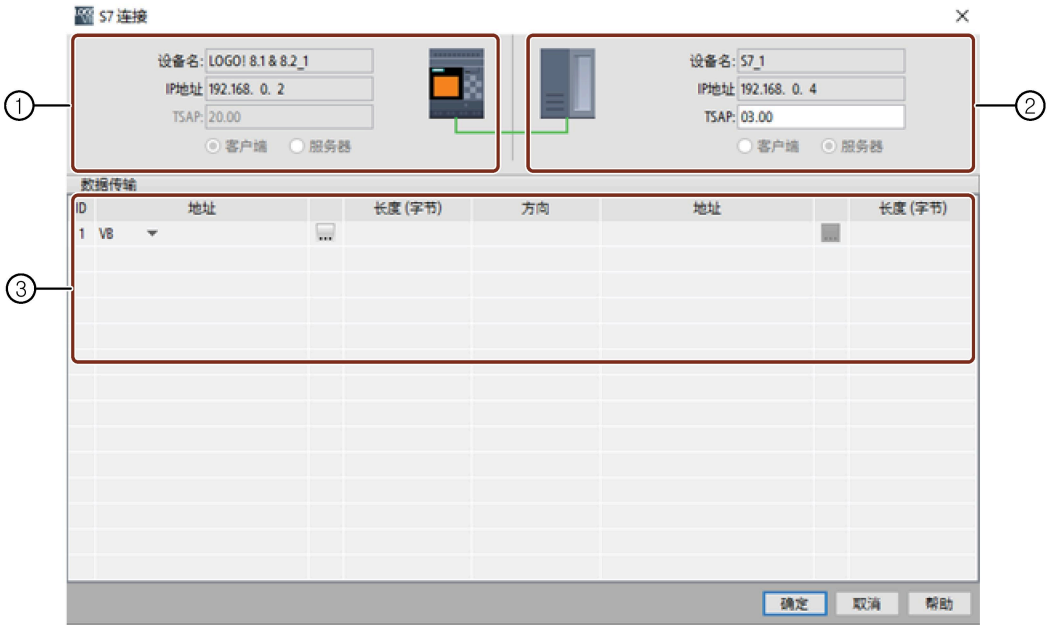 S7 连接
设备名: LOGO! 8.1 & 8.2_1
IP地址 192.168. 0. 2
TSAP: 20.00
客户端 服务器
设备名: S7_1
IP地址 192.168. 0. 4
TSAP: 03.00
客户端 服务器
①
②
数据传输
ID 地址 长度 (字节) 方向 地址 长度 (字节)
1 VB ... ...
③
确定 取消 帮助